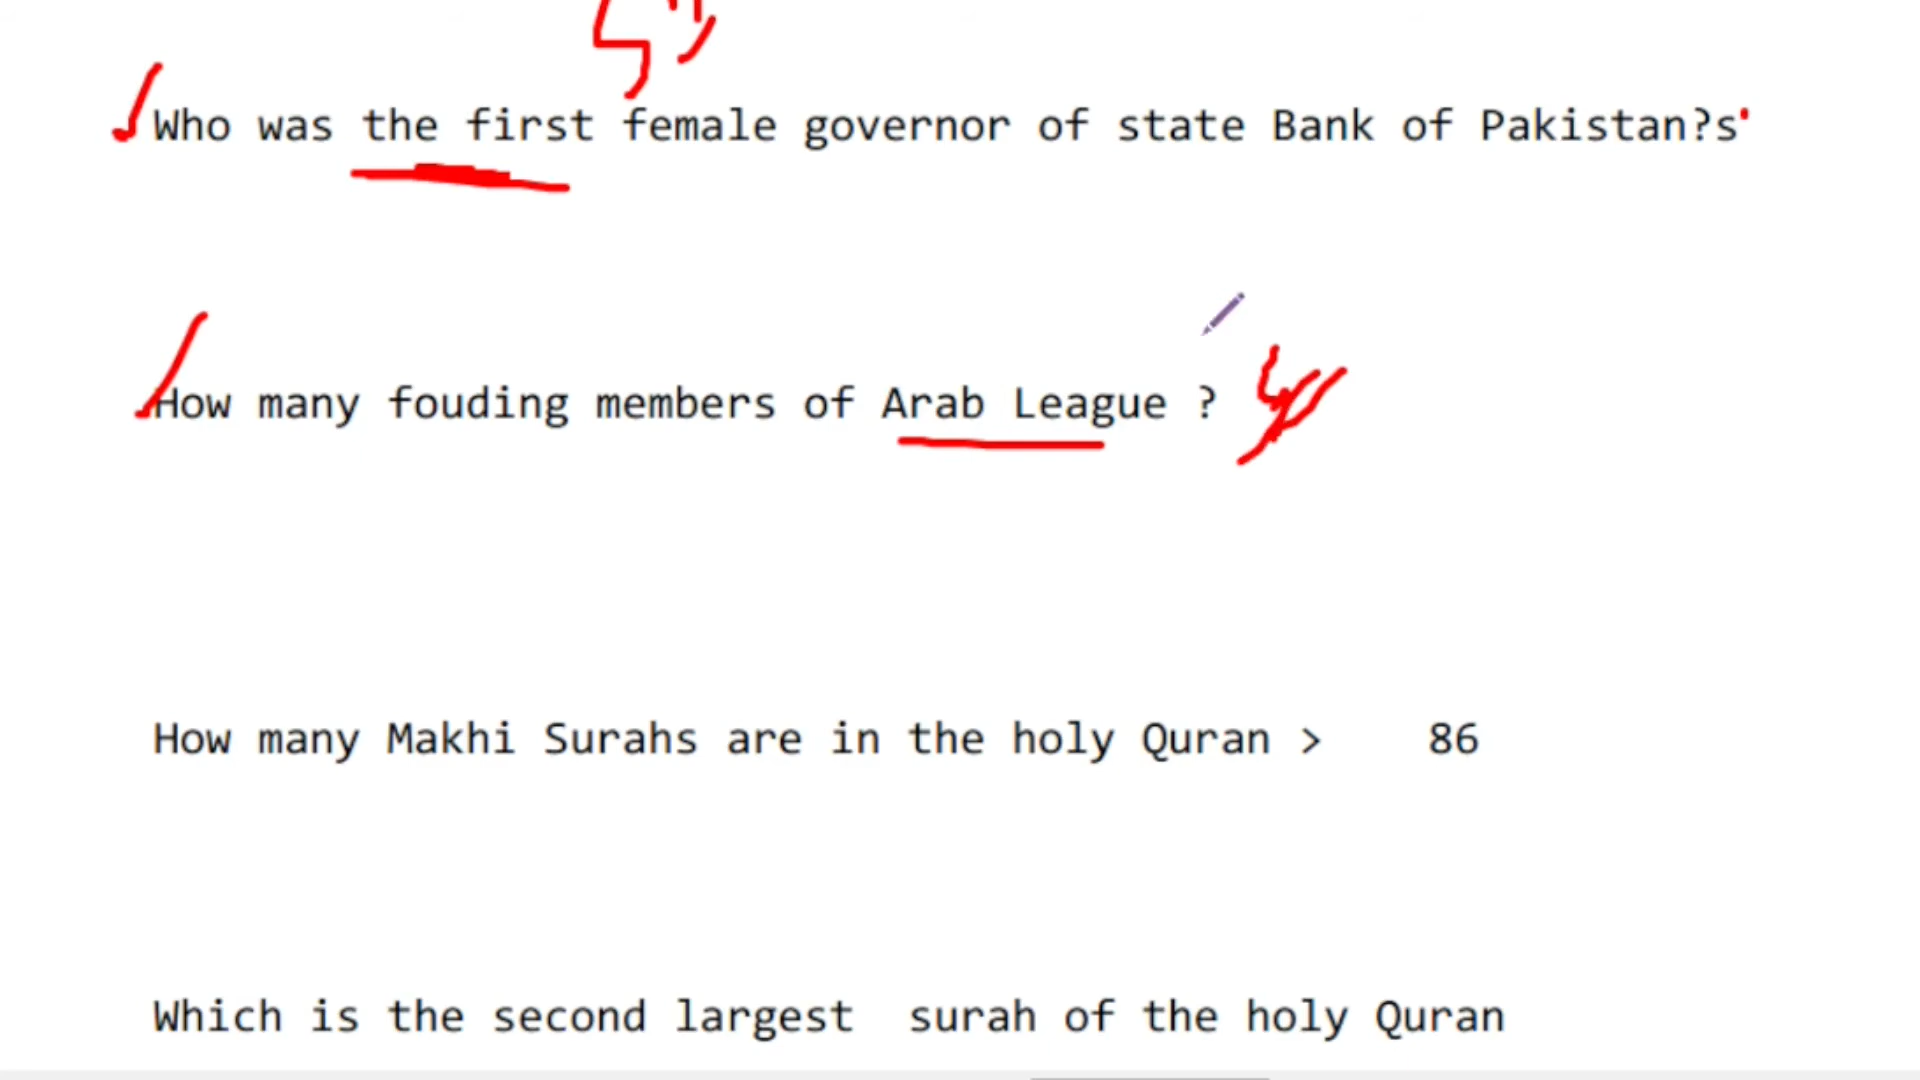 Who was the first female governor of state Bank of Pakistan?s
How many fouding members of Arab League ?
How many Makhi Surahs are in the holy Quran > 86
Which is the second largest surah of the holy Quran